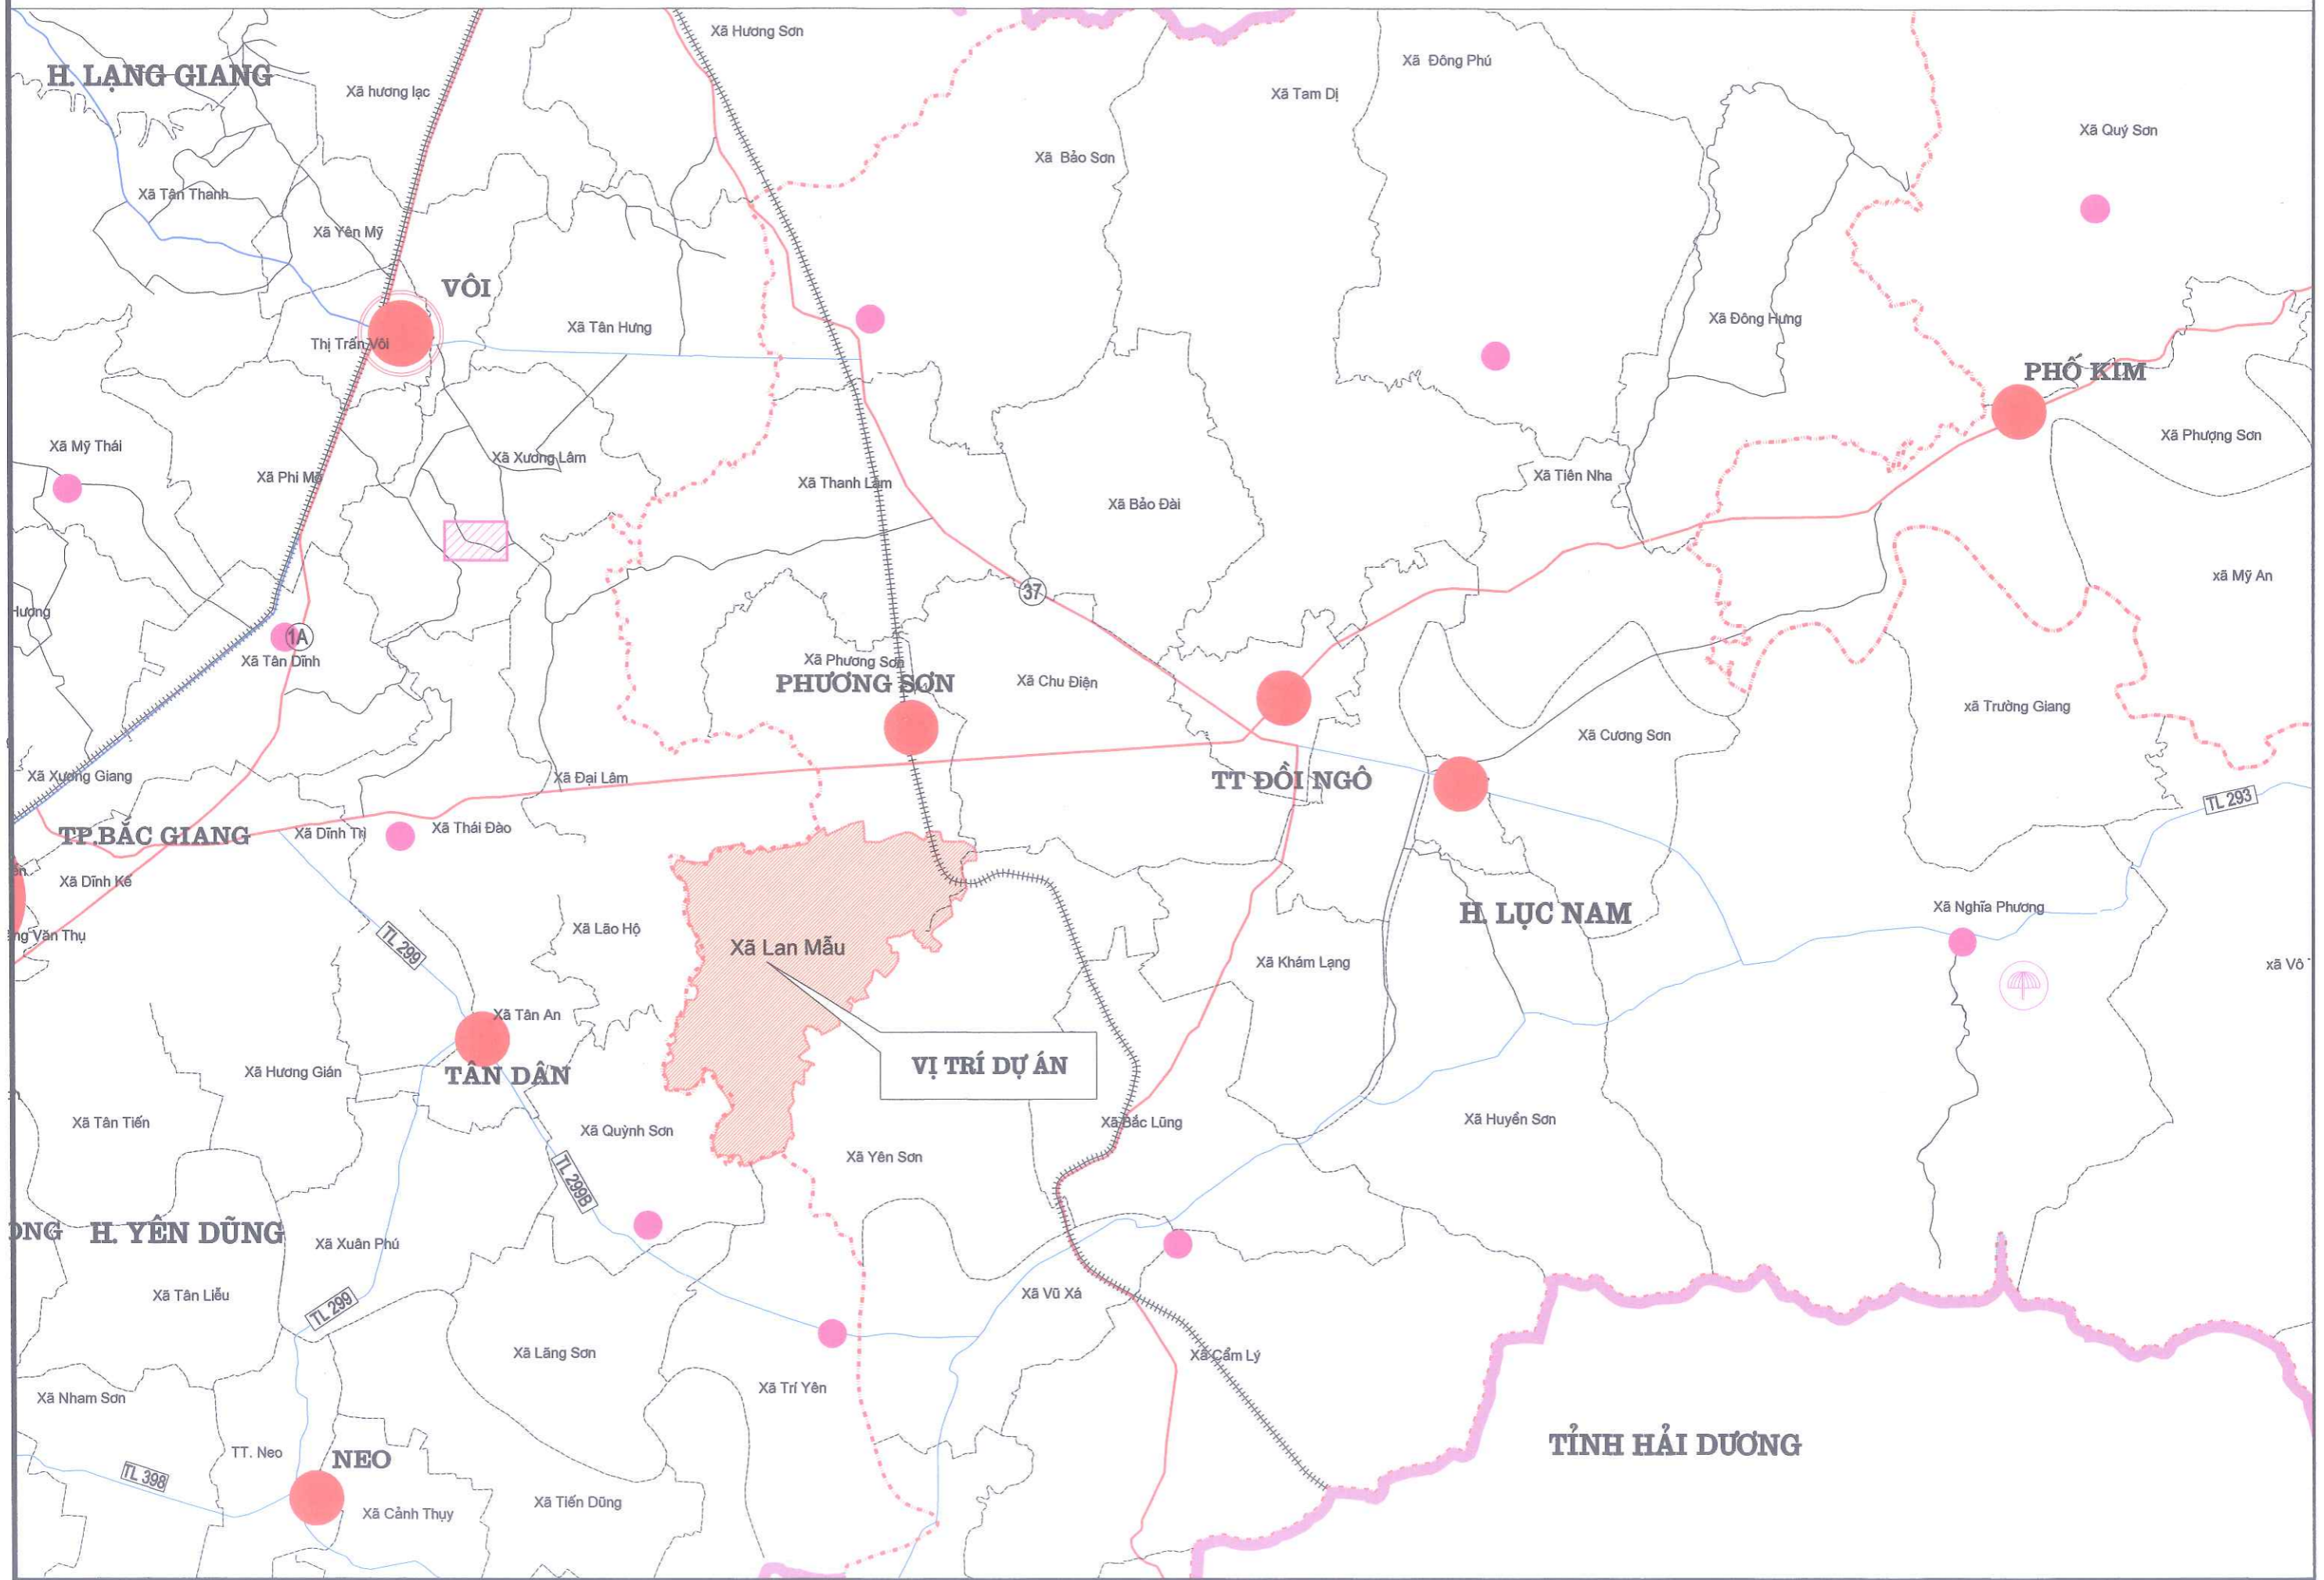 Xã Hương Sơn
Xã Đông Phú
H. LẠNG GIANG
Xã hương lạc
Xã Tam Dị
Xã Quý Sơn
Xã Bảo Sơn
Xã Tân Thanh
Xã Yên Mỹ
VÔI
Xã Tân Hưng
Xã Đông Hưng
Thị Trấn Vôi
PHỐ KIM
Xã Mỹ Thái
Xã Phượng Sơn
Xã Xương Lâm
Xã Phi Mô
Xã Thanh Lâm
Xã Tiên Nha
Xã Bảo Đài
xã Mỹ An
37
Hương
1A
Xã Tân Dĩnh
Xã Phương Sơn
PHƯƠNG SƠN
Xã Chu Điện
xã Trường Giang
Xã Cương Sơn
Xã Xương Giang
Xã Đại Lâm
TT ĐỒI NGÔ
TL 293
TP.BẮC GIANG
Xã Dĩnh Trì
Xã Thái Đào
Xã Dĩnh Kế
Xã Nghĩa Phương
H. LỤC NAM
ng Văn Thụ
TL 299
Xã Lão Hộ
Xã Lan Mẫu
Xã Khám Lạng
xã Vô
Xã Tân An
VỊ TRÍ DỰ ÁN
Xã Hương Gián
TÂN DÂN
Xã Tân Tiến
Xã Quỳnh Sơn
Xã Bắc Lũng
Xã Huyền Sơn
Xã Yên Sơn
TL 299B
ONG
H. YÊN DŨNG
Xã Xuân Phú
Xã Tân Liễu
TL 299
Xã Vũ Xá
Xã Lãng Sơn
Xã Cẩm Lý
Xã Trí Yên
Xã Nham Sơn
TỈNH HẢI DƯƠNG
TT. Neo
NEO
TL 398
Xã Tiến Dũng
Xã Cảnh Thụy